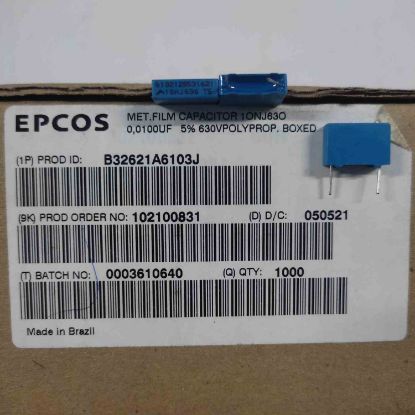 EPCOS
MET.FILM CAPACITOR 10NJ630
0,0100UF 5% 630VPOLYPROP. BOXED
(1P) PROD ID: B32621A6103J
(9K) PROD ORDER NO: 102100831 (D) D/C: 050521
(T) BATCH NO: 0003610640 (Q) QTY: 1000
Made in Brazil